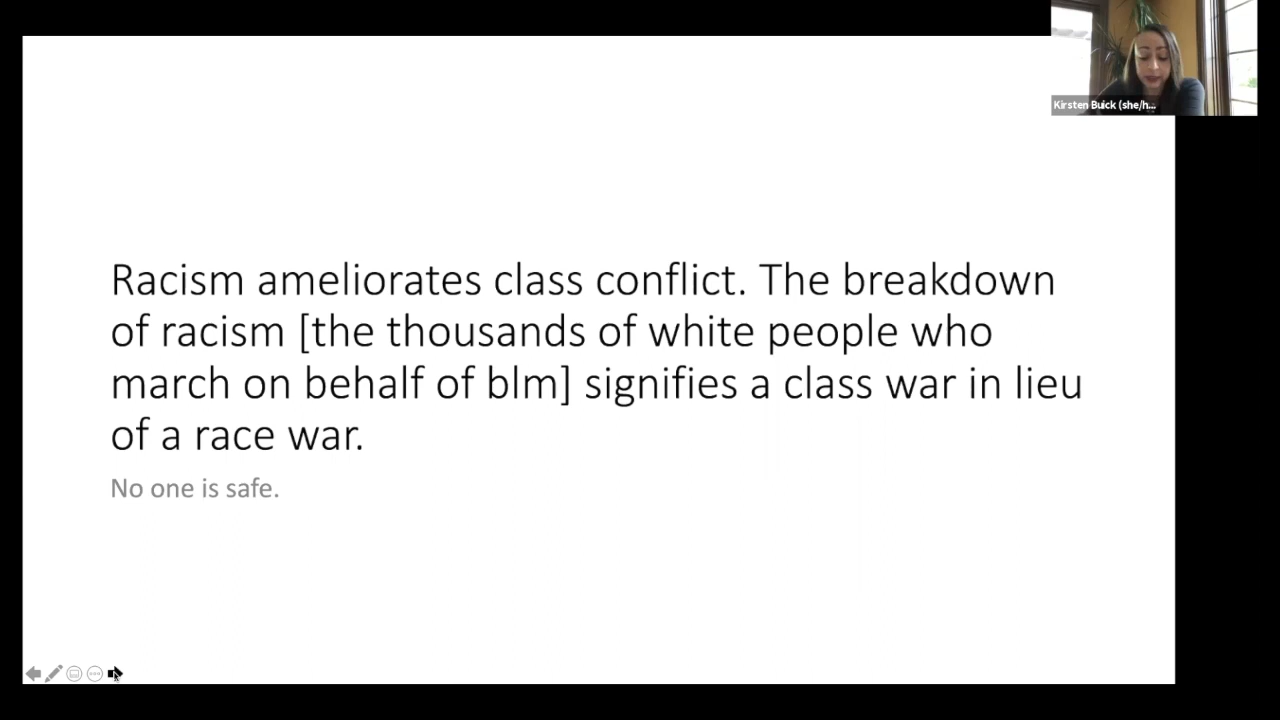 Kirsten Buick (she/h...
Racism ameliorates class conflict. The breakdown
of racism [the thousands of white people who
march on behalf of blm] signifies a class war in lieu
of a race war.
No one is safe.